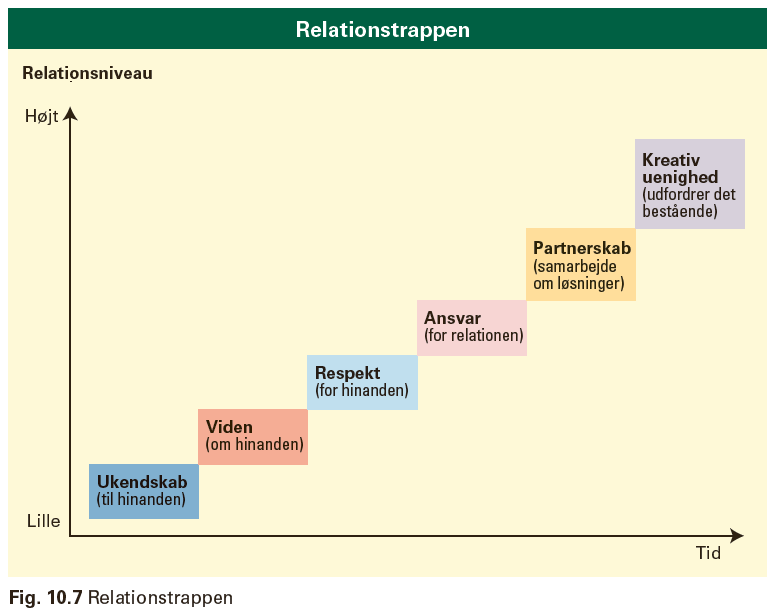 Relationstrappen
Relationsniveau
Højt
Kreativ
uenighed
(udfordrer det
bestående)
Partnerskab
(samarbejde
om løsninger)
Ansvar
(for relationen)
Respekt
(for hinanden)
Viden
(om hinanden)
Ukendskab
(til hinanden)
Lille
Tid
Fig. 10.7 Relationstrappen